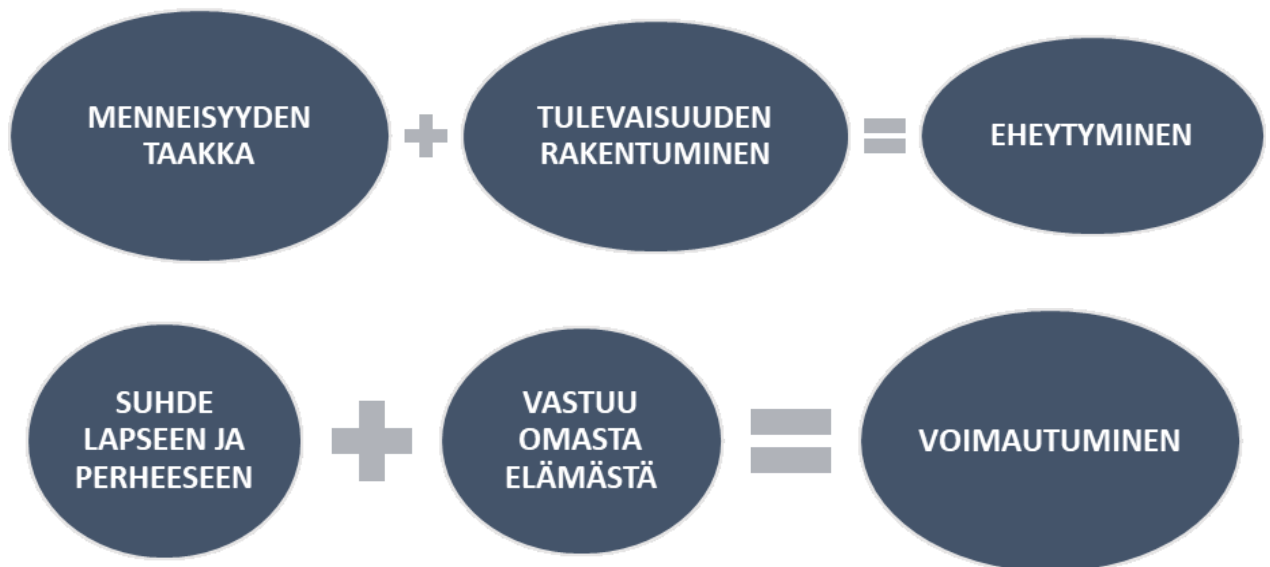 MENNEISYYDEN
TAAKKA
+
TULEVAISUUDEN
RAKENTUMINEN
=
EHEYTYMINEN
SUHDE
LAPSEEN JA
PERHEESEEN
+
VASTUU
OMASTA
ELÄMÄSTÄ
=
VOIMAUTUMINEN